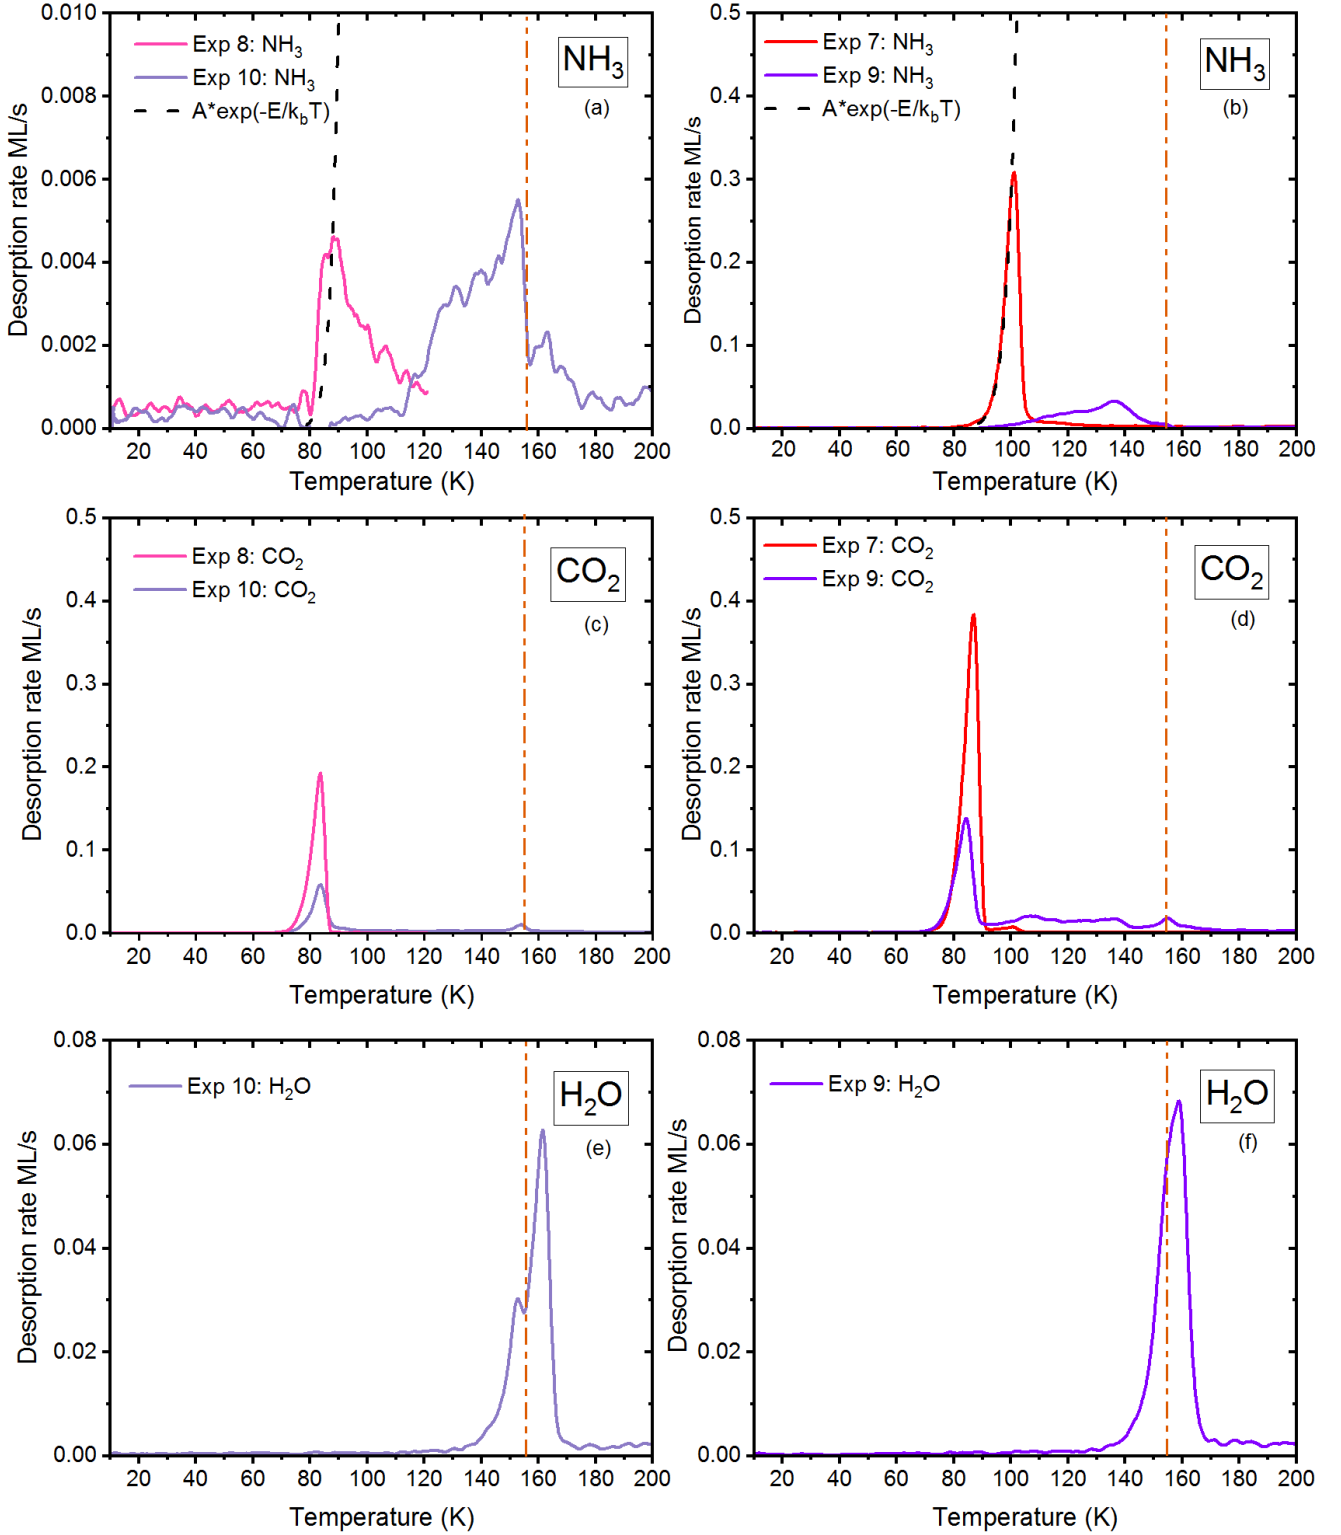 0.010
0.008
0.006
0.004
0.002
0.000
Desorption rate ML/s
Exp 8: NH₃
Exp 10: NH₃
A*exp(-E/k_bT)
NH₃
(a)
20 40 60 80 100 120 140 160 180 200
Temperature (K)
0.5
0.4
0.3
0.2
0.1
0.0
Desorption rate ML/s
Exp 7: NH₃
Exp 9: NH₃
A*exp(-E/k_bT)
NH₃
(b)
20 40 60 80 100 120 140 160 180 200
Temperature (K)
0.5
0.4
0.3
0.2
0.1
0.0
Desorption rate ML/s
Exp 8: CO₂
Exp 10: CO₂
CO₂
(c)
20 40 60 80 100 120 140 160 180 200
Temperature (K)
0.5
0.4
0.3
0.2
0.1
0.0
Desorption rate ML/s
Exp 7: CO₂
Exp 9: CO₂
CO₂
(d)
20 40 60 80 100 120 140 160 180 200
Temperature (K)
0.08
0.06
0.04
0.02
0.00
Desorption rate ML/s
Exp 10: H₂O
H₂O
(e)
20 40 60 80 100 120 140 160 180 200
Temperature (K)
0.08
0.06
0.04
0.02
0.00
Desorption rate ML/s
Exp 9: H₂O
H₂O
(f)
20 40 60 80 100 120 140 160 180 200
Temperature (K)